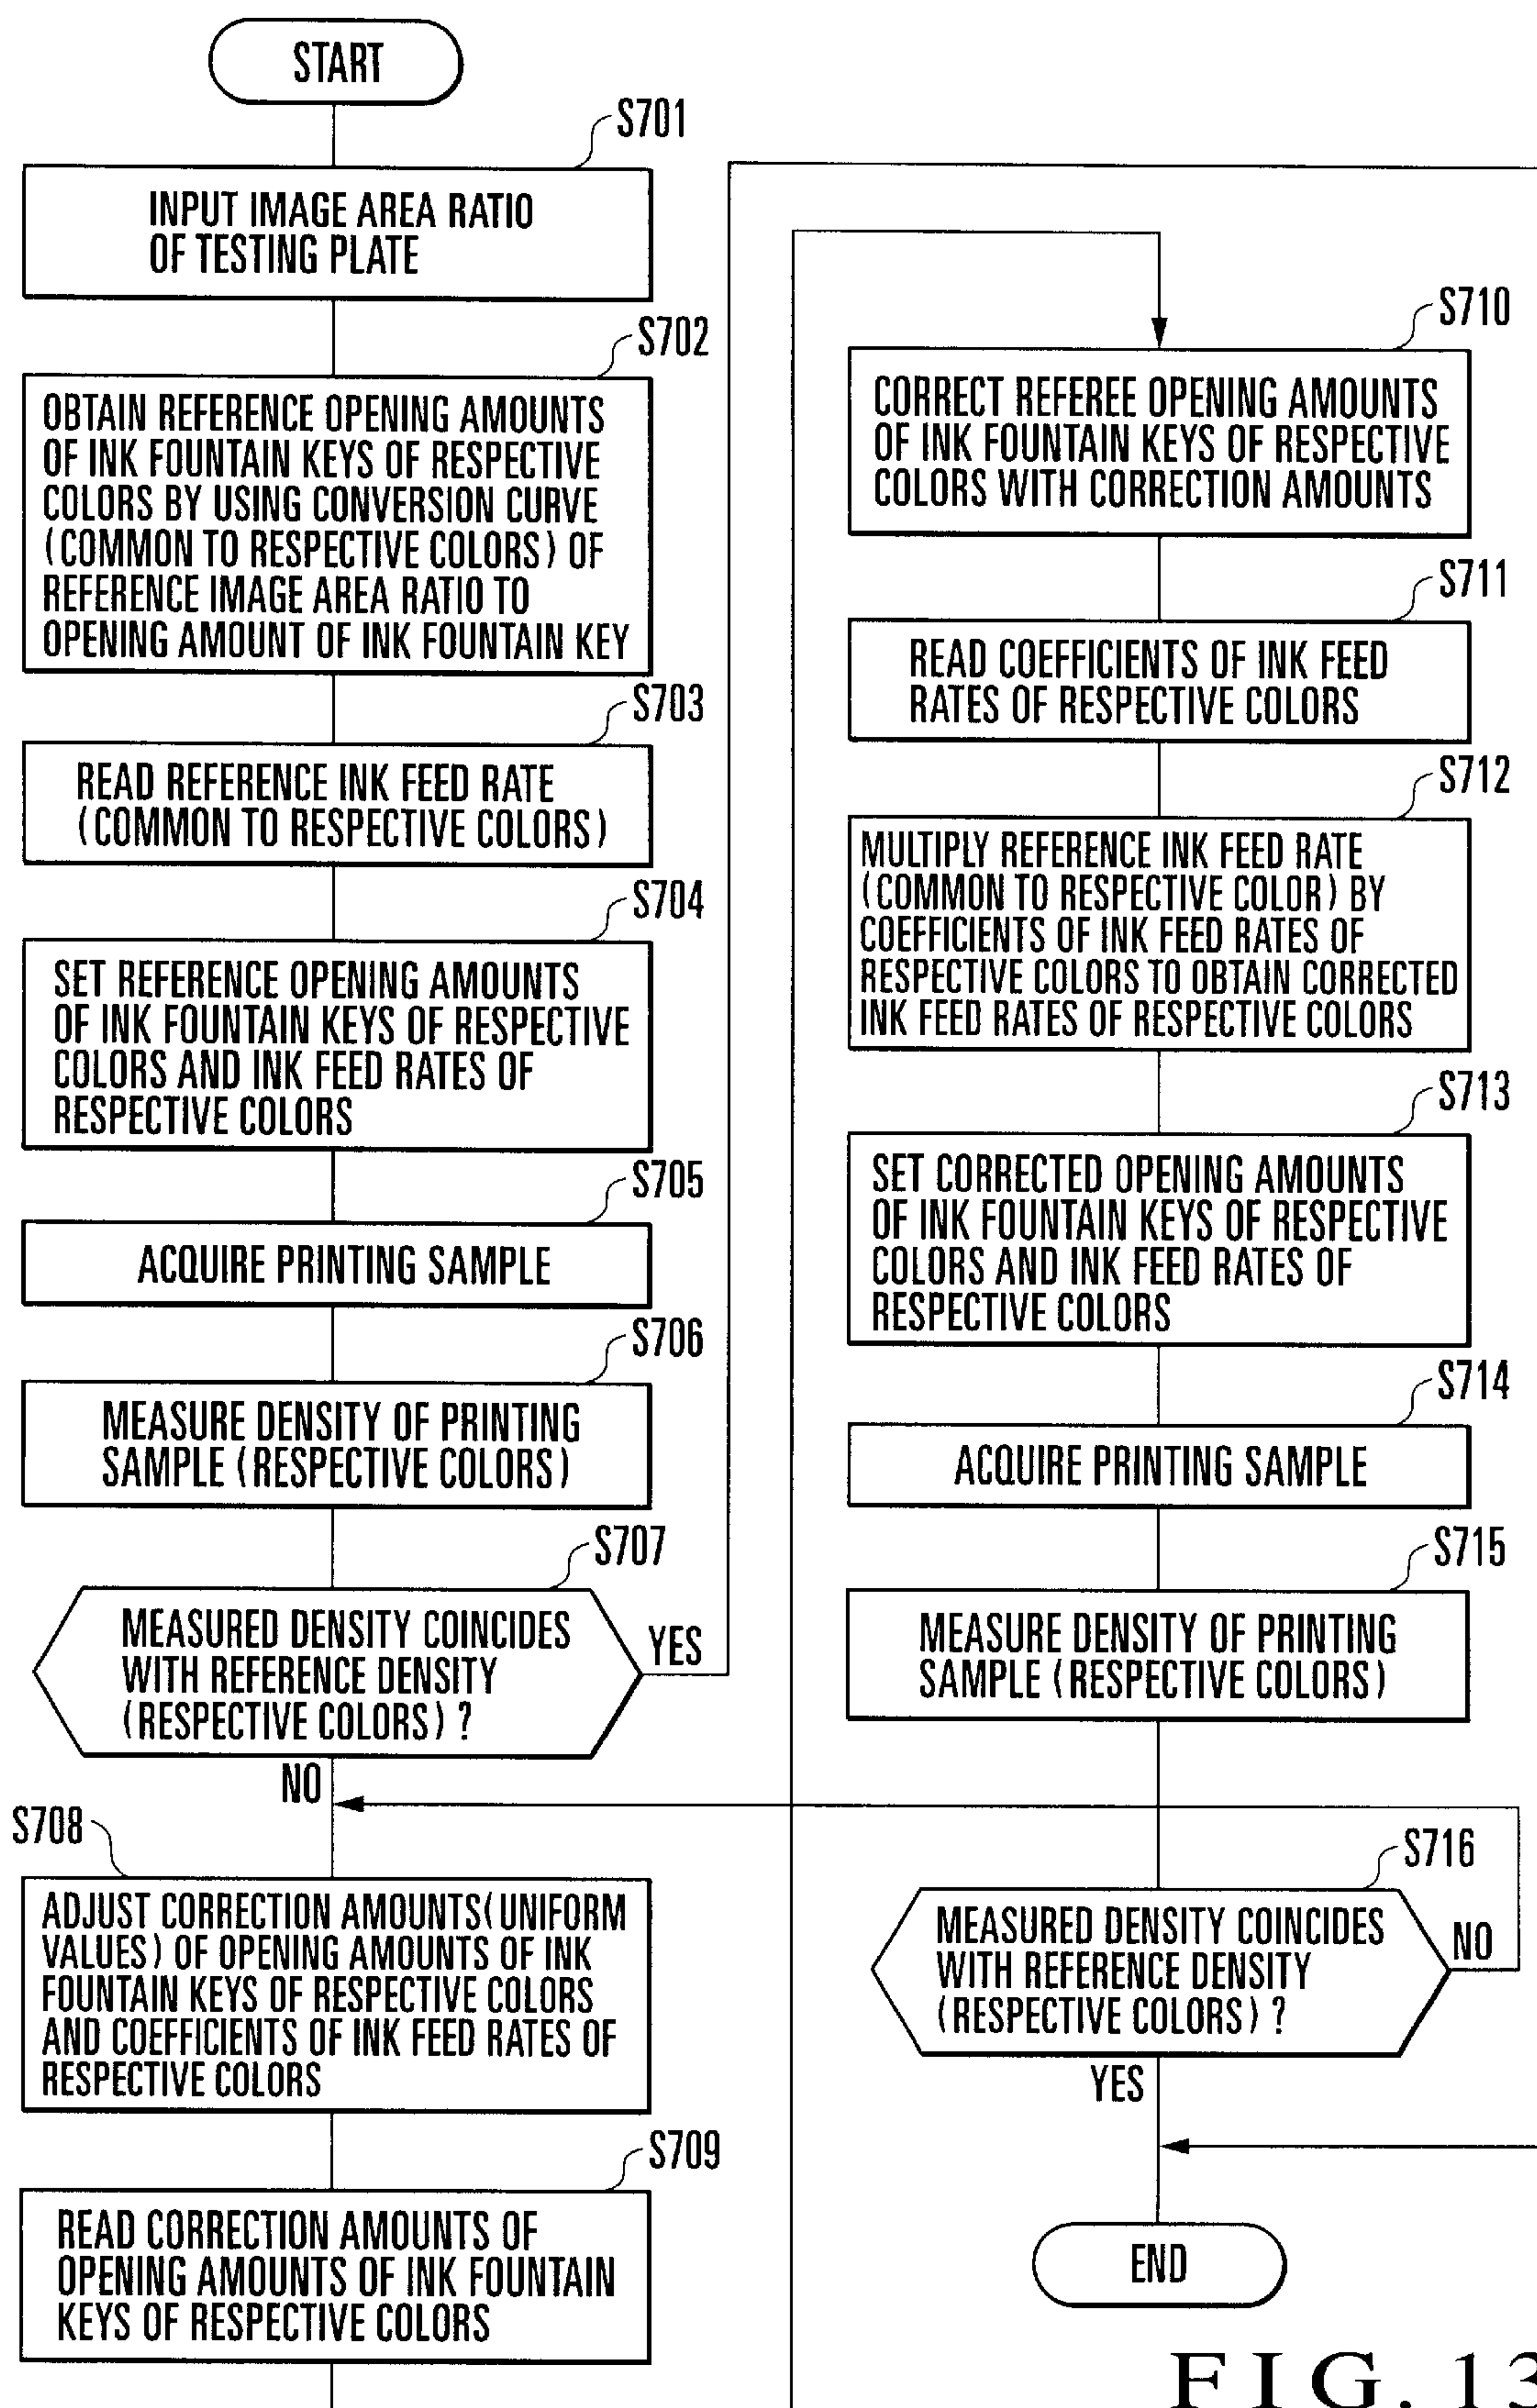 START
S701
INPUT IMAGE AREA RATIO
OF TESTING PLATE
S702
OBTAIN REFERENCE OPENING AMOUNTS
OF INK FOUNTAIN KEYS OF RESPECTIVE
COLORS BY USING CONVERSION CURVE
(COMMON TO RESPECTIVE COLORS) OF
REFERENCE IMAGE AREA RATIO TO
OPENING AMOUNT OF INK FOUNTAIN KEY
S703
READ REFERENCE INK FEED RATE
(COMMON TO RESPECTIVE COLORS)
S704
SET REFERENCE OPENING AMOUNTS
OF INK FOUNTAIN KEYS OF RESPECTIVE
COLORS AND INK FEED RATES OF
RESPECTIVE COLORS
S705
ACQUIRE PRINTING SAMPLE
S706
MEASURE DENSITY OF PRINTING
SAMPLE (RESPECTIVE COLORS)
S707
MEASURED DENSITY COINCIDES
WITH REFERENCE DENSITY
(RESPECTIVE COLORS) ?
YES
NO
S708
ADJUST CORRECTION AMOUNTS(UNIFORM
VALUES) OF OPENING AMOUNTS OF INK
FOUNTAIN KEYS OF RESPECTIVE COLORS
AND COEFFICIENTS OF INK FEED RATES OF
RESPECTIVE COLORS
S709
READ CORRECTION AMOUNTS OF
OPENING AMOUNTS OF INK FOUNTAIN
KEYS OF RESPECTIVE COLORS
S710
CORRECT REFEREE OPENING AMOUNTS
OF INK FOUNTAIN KEYS OF RESPECTIVE
COLORS WITH CORRECTION AMOUNTS
S711
READ COEFFICIENTS OF INK FEED
RATES OF RESPECTIVE COLORS
S712
MULTIPLY REFERENCE INK FEED RATE
(COMMON TO RESPECTIVE COLOR) BY
COEFFICIENTS OF INK FEED RATES OF
RESPECTIVE COLORS TO OBTAIN CORRECTED
INK FEED RATES OF RESPECTIVE COLORS
S713
SET CORRECTED OPENING AMOUNTS
OF INK FOUNTAIN KEYS OF RESPECTIVE
COLORS AND INK FEED RATES OF
RESPECTIVE COLORS
S714
ACQUIRE PRINTING SAMPLE
S715
MEASURE DENSITY OF PRINTING
SAMPLE (RESPECTIVE COLORS)
S716
MEASURED DENSITY COINCIDES
WITH REFERENCE DENSITY
(RESPECTIVE COLORS) ?
NO
YES
END
FIG. 13